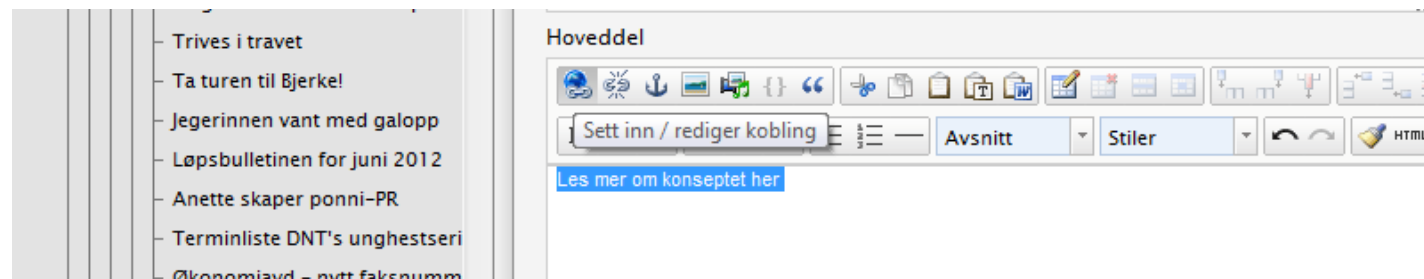 Trives i travet
Ta turen til Bjerke!
Jegerinnen vant med galopp
Løpsbulletinen for juni 2012
Anette skaper ponni-PR
Terminliste DNT's unghestseri
Økonomiavd - nytt faksnumm
Hoveddel
Sett inn / rediger kobling
Avsnitt
Stiler
HTML
Les mer om konseptet her